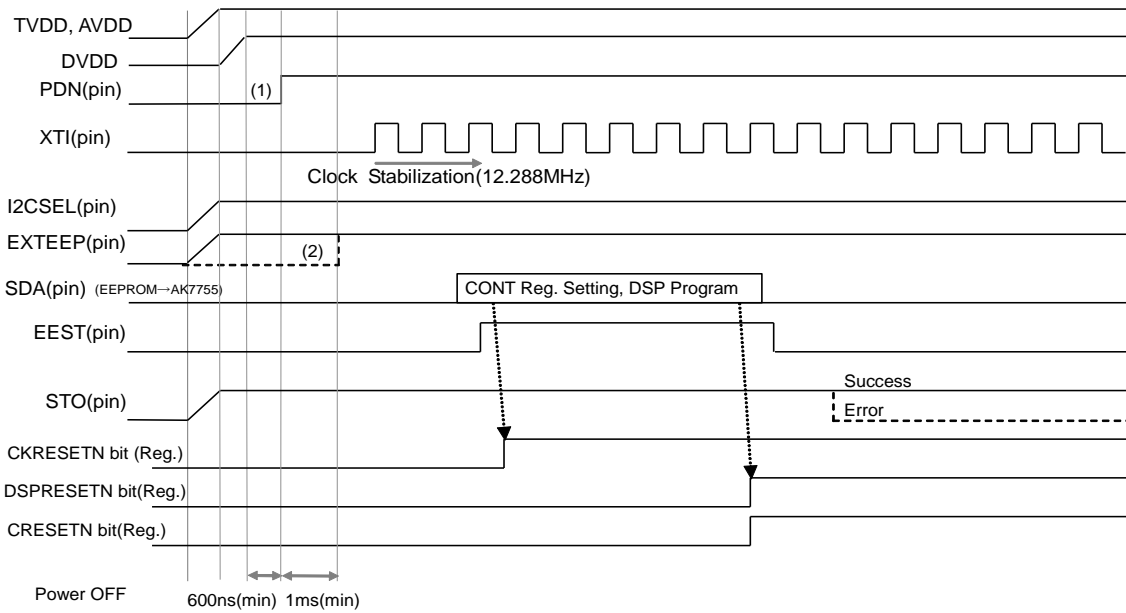 TVDD, AVDD
DVDD
PDN(pin)
(1)
XTI(pin)
Clock Stabilization(12.288MHz)
I2CSEL(pin)
EXTEEP(pin)
(2)
SDA(pin) (EEPROM→AK7755)
CONT Reg. Setting, DSP Program
EEST(pin)
STO(pin)
Success
Error
CKRESETN bit (Reg.)
DSPRESETN bit(Reg.)
CRESETN bit(Reg.)
Power OFF
600ns(min) 1ms(min)